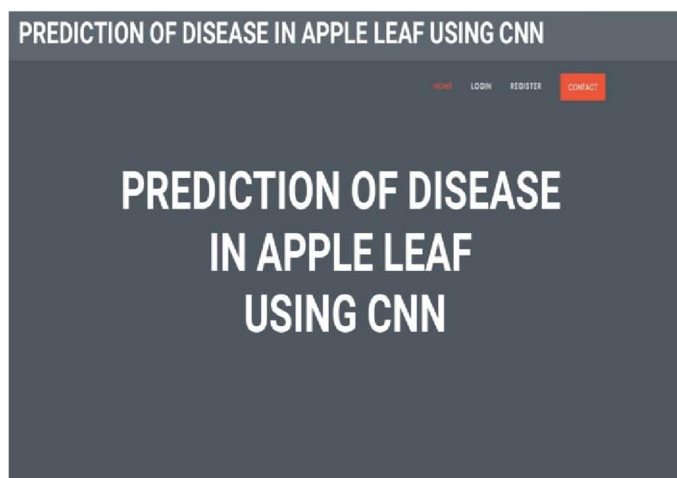 PREDICTION OF DISEASE IN APPLE LEAF USING CNN
HOME LOGIN REGISTER CONTACT
PREDICTION OF DISEASE
IN APPLE LEAF
USING CNN